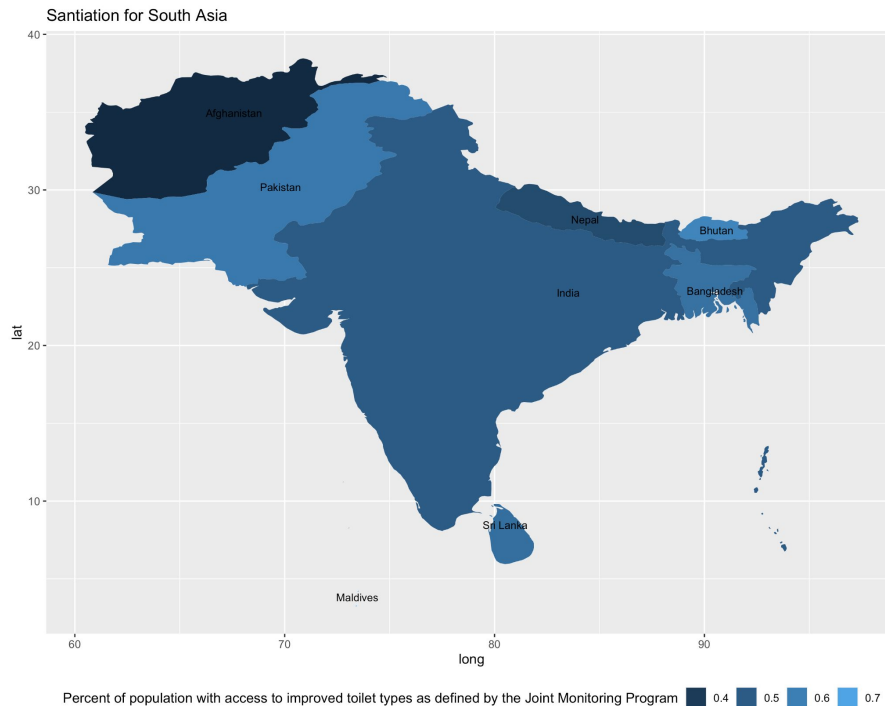 Santiation for South Asia
40
Afghanistan
Pakistan
30
Nepal
Bhutan
India
Bangladesh
lat
20
10
Sri Lanka
Maldives
60 70 80 90
long
Percent of population with access to improved toilet types as defined by the Joint Monitoring Program 0.4 0.5 0.6 0.7